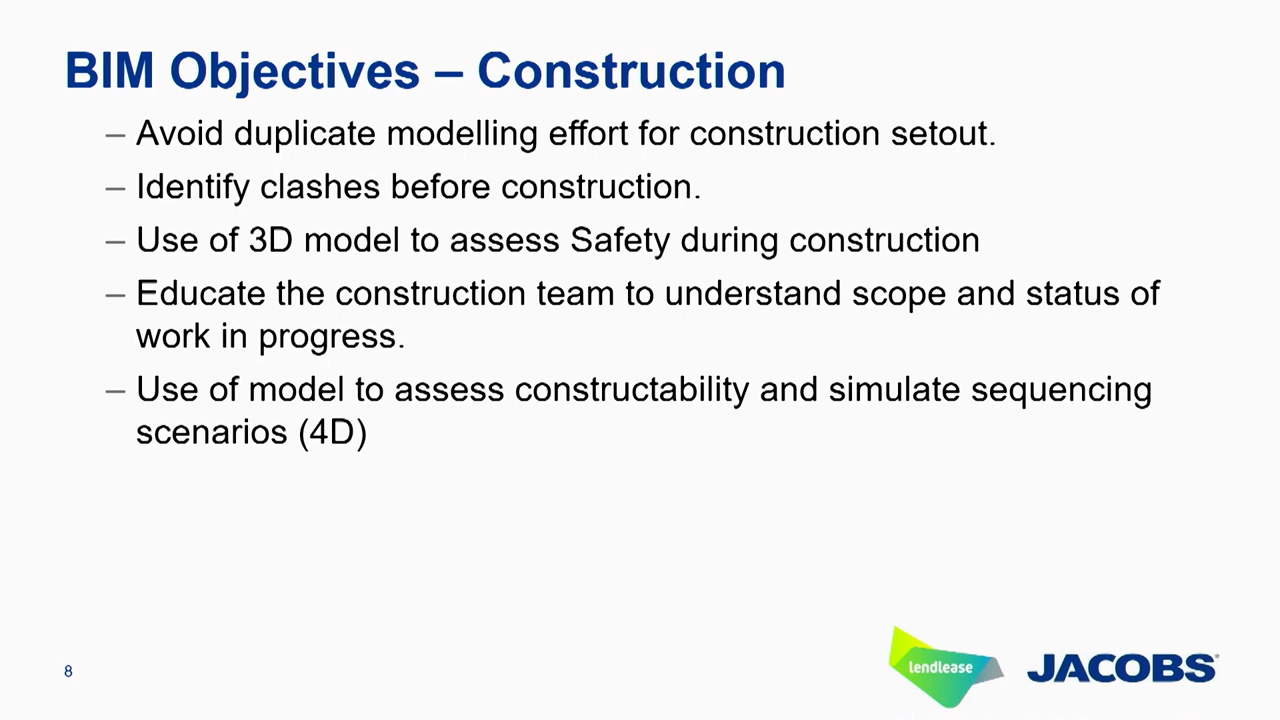 BIM Objectives – Construction
– Avoid duplicate modelling effort for construction setout.
– Identify clashes before construction.
– Use of 3D model to assess Safety during construction
– Educate the construction team to understand scope and status of
work in progress.
– Use of model to assess constructability and simulate sequencing
scenarios (4D)
8
lendlease
JACOBS®